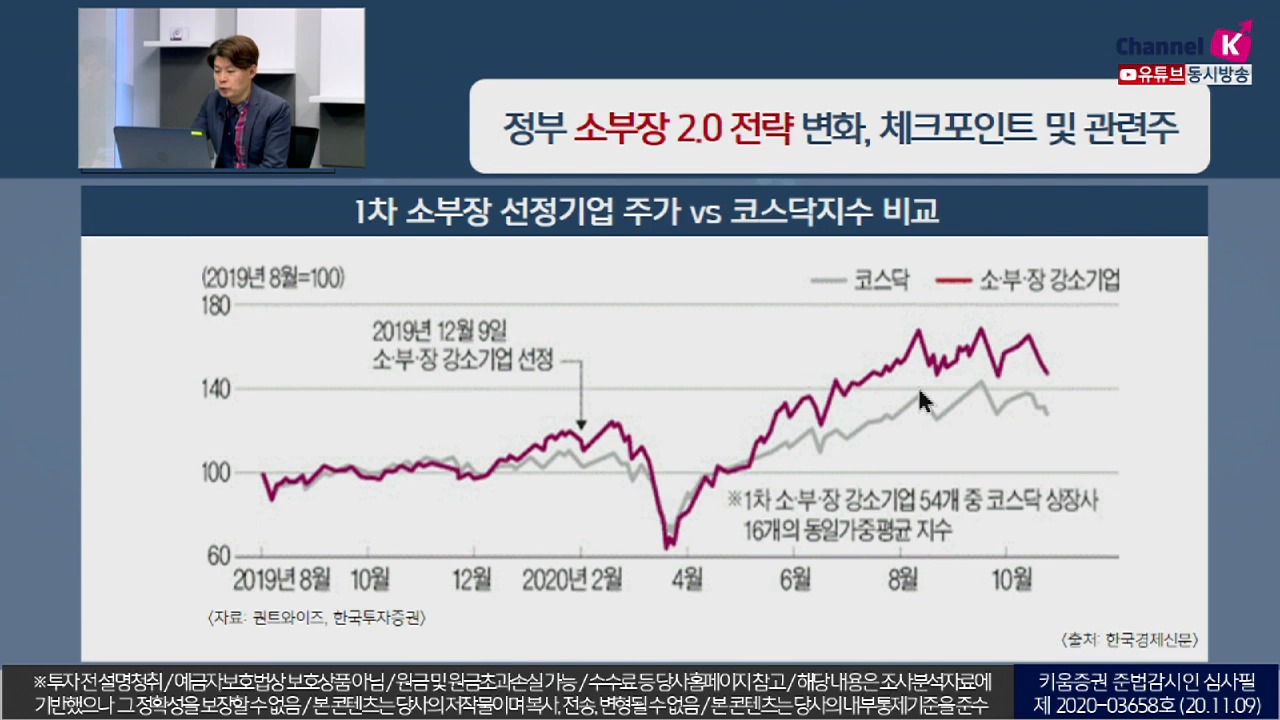 Channel K
유튜브 동시방송
정부 소부장 2.0 전략 변화, 체크포인트 및 관련주
1차 소부장 선정기업 주가 vs 코스닥지수 비교
(2019년 8월=100)
코스닥 소·부·장 강소기업
180
2019년 12월 9일
소·부·장 강소기업 선정
140
100
※1차 소·부·장 강소기업 54개 중 코스닥 상장사
16개의 동일가중평균 지수
60
2019년 8월 10월 12월 2020년 2월 4월 6월 8월 10월
〈자료: 퀀트와이즈, 한국투자증권〉
〈출처: 한국경제신문〉
※투자 전 설명청취 / 예금자보호법상 보호상품 아님 / 원금 및 원금초과손실 가능 / 수수료 등 당사홈페이지 참고 / 해당 내용은 조사분석자료에
기반했으나 그 정확성을 보장할 수 없음 / 본 콘텐츠는 당사의 저작물이며 복사, 전송, 변형될 수 없음 / 본 콘텐츠는 당사의 내부통제기준을 준수
키움증권 준법감시인 심사필
제 2020-03658호 (20.11.09)